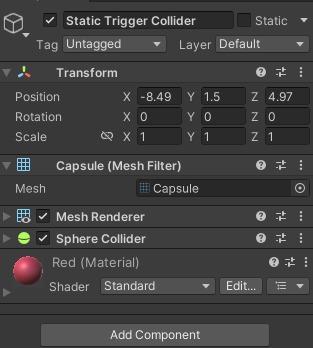 Static Trigger Collider Static
Tag Untagged Layer Default
Transform
Position X -8.49 Y 1.5 Z 4.97
Rotation X 0 Y 0 Z 0
Scale X 1 Y 1 Z 1
Capsule (Mesh Filter)
Mesh Capsule
Mesh Renderer
Sphere Collider
Red (Material)
Shader Standard Edit...
Add Component